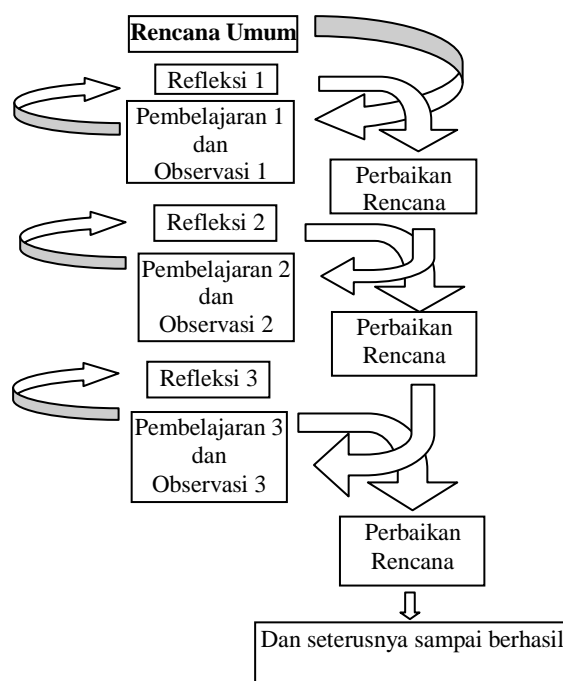 Rencana Umum
Refleksi 1
Pembelajaran 1
dan
Observasi 1
Perbaikan
Rencana
Refleksi 2
Pembelajaran 2
dan
Observasi 2
Perbaikan
Rencana
Refleksi 3
Pembelajaran 3
dan
Observasi 3
Perbaikan
Rencana
Dan seterusnya sampai berhasil